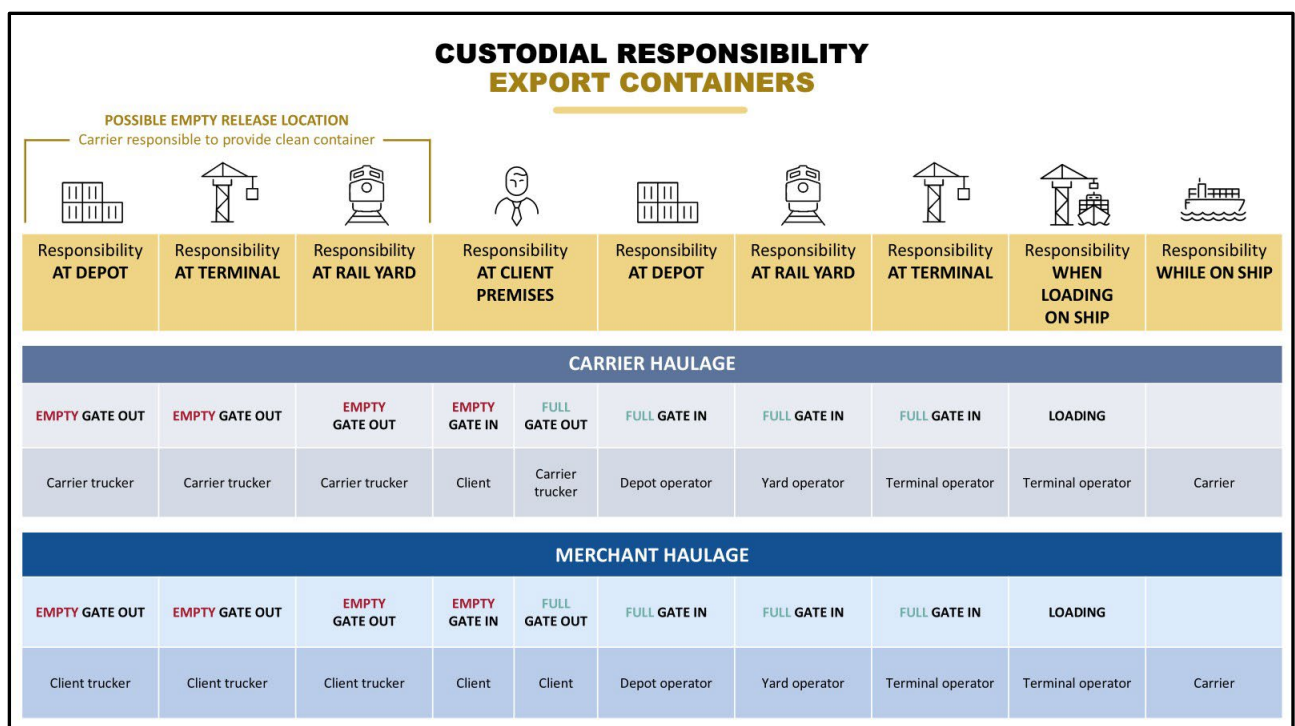 CUSTODIAL RESPONSIBILITY
EXPORT CONTAINERS
POSSIBLE EMPTY RELEASE LOCATION
Carrier responsible to provide clean container
Responsibility
AT DEPOT
Responsibility
AT TERMINAL
Responsibility
AT RAIL YARD
Responsibility
AT CLIENT
PREMISES
Responsibility
AT DEPOT
Responsibility
AT RAIL YARD
Responsibility
AT TERMINAL
Responsibility
WHEN
LOADING
ON SHIP
Responsibility
WHILE ON SHIP
CARRIER HAULAGE
EMPTY GATE OUT
EMPTY GATE OUT
EMPTY
GATE OUT
EMPTY
GATE IN
FULL
GATE OUT
FULL GATE IN
FULL GATE IN
FULL GATE IN
LOADING
Carrier trucker
Carrier trucker
Carrier trucker
Client
Carrier
trucker
Depot operator
Yard operator
Terminal operator
Terminal operator
Carrier
MERCHANT HAULAGE
EMPTY GATE OUT
EMPTY GATE OUT
EMPTY
GATE OUT
EMPTY
GATE IN
FULL
GATE OUT
FULL GATE IN
FULL GATE IN
FULL GATE IN
LOADING
Client trucker
Client trucker
Client trucker
Client
Client
Depot operator
Yard operator
Terminal operator
Terminal operator
Carrier